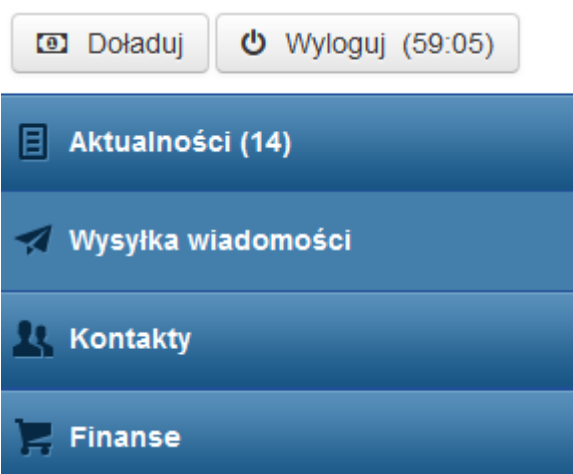 Doładuj Wyloguj (59:05)
Aktualności (14)
Wysyłka wiadomości
Kontakty
Finanse